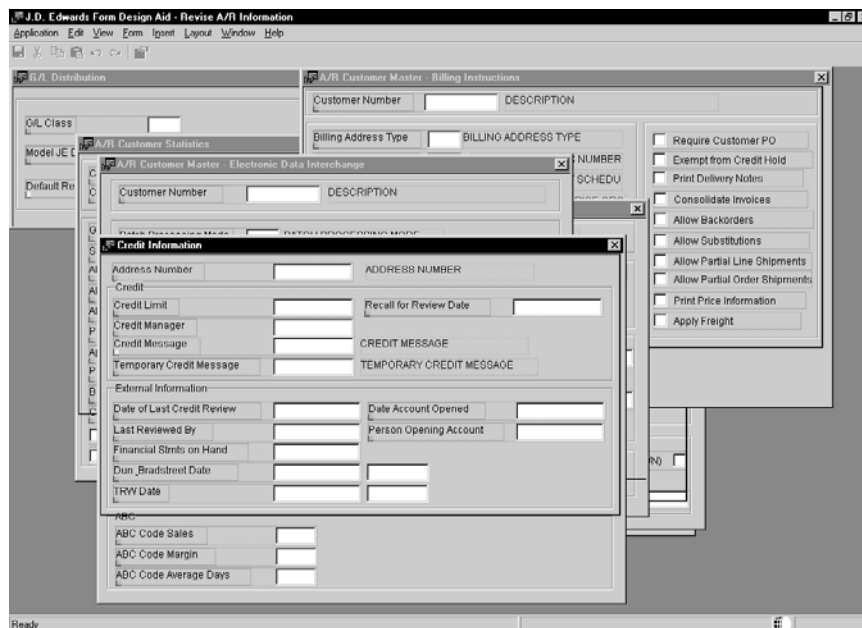 J.D. Edwards Form Design Aid - Revise A/R Information
Application Edit View Form Insert Layout Window Help
G/L Distribution
G/L Class
Model JE D
Default Re
A/R Customer Master - Billing Instructions
Customer Number DESCRIPTION
Billing Address Type BILLING ADDRESS TYPE
NUMBER
SCHEDU
Require Customer PO
Exempt from Credit Hold
Print Delivery Notes
Consolidate Invoices
Allow Backorders
Allow Substitutions
Allow Partial Line Shipments
Allow Partial Order Shipments
Print Price Information
Apply Freight
A/R Customer Statistics
A/R Customer Master - Electronic Data Interchange
Customer Number DESCRIPTION
Batch Processing Mode BATCH PROCESSING MODE
Credit Information
Address Number ADDRESS NUMBER
Credit
Credit Limit Recall for Review Date
Credit Manager
Credit Message CREDIT MESSAGE
Temporary Credit Message TEMPORARY CREDIT MESSAGE
External Information
Date of Last Credit Review Date Account Opened
Last Reviewed By Person Opening Account
Financial Stmts on Hand
Dun_Bradstreet Date
TRW Date
ABC
ABC Code Sales
ABC Code Margin
ABC Code Average Days
Ready